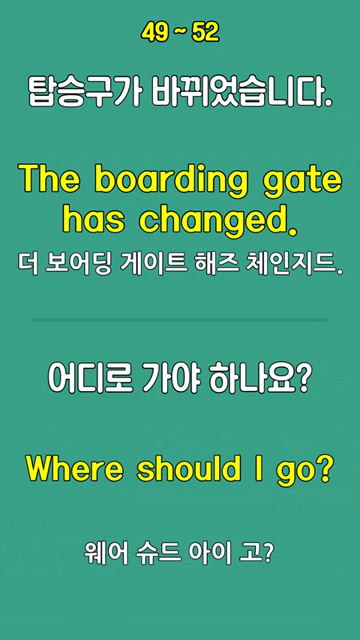 49 ~ 52
탑승구가 바뀌었습니다.
The boarding gate
has changed.
더 보어딩 게이트 해즈 체인지드.
어디로 가야 하나요?
Where should I go?
웨어 슈드 아이 고?